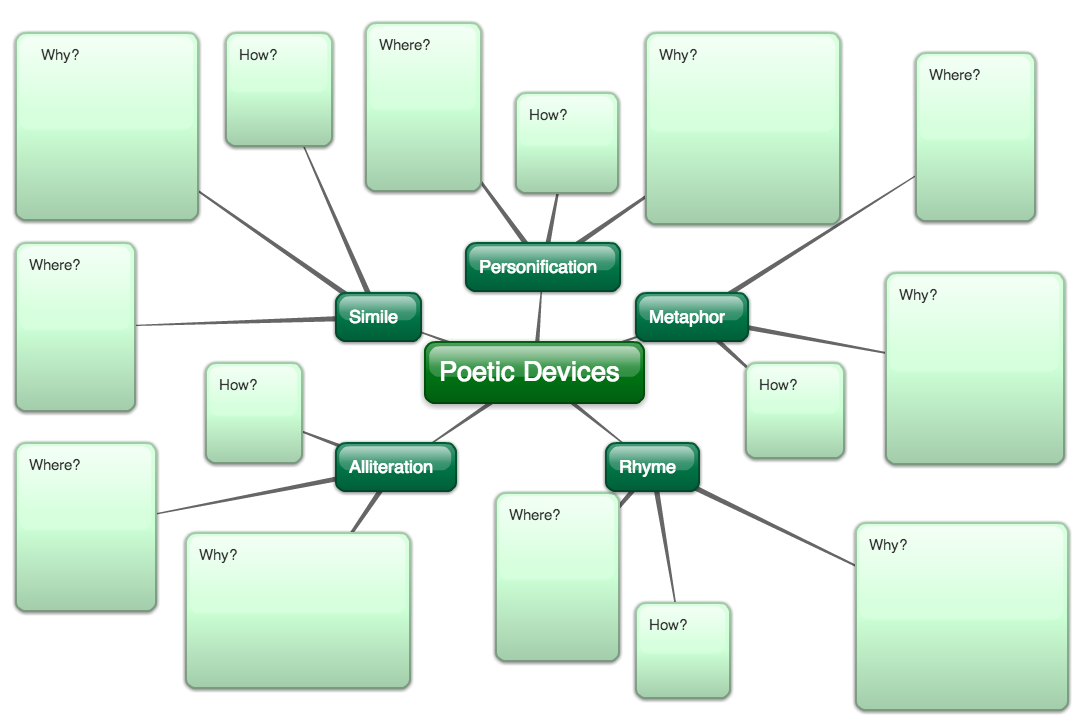 Why?
How?
Where?
How?
Why?
Where?
Personification
Where?
Simile
Metaphor
Why?
Poetic Devices
How?
How?
Where?
Alliteration
Rhyme
Where?
Why?
Why?
How?